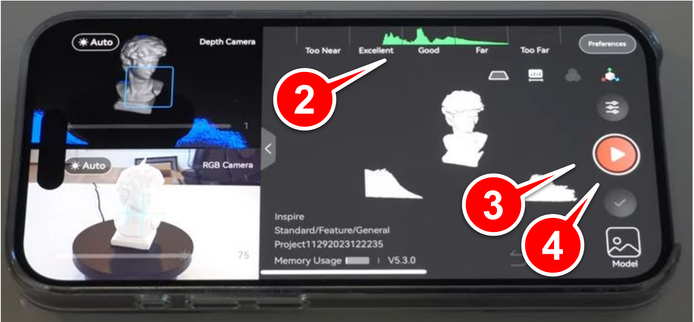 Auto
Depth Camera
1
Auto
RGB Camera
75
Too Near
Excellent
Good
Far
Too Far
Preferences
2
3
4
Inspire
Standard/Feature/General
Project11292023122235
Memory Usage V5.3.0
Model